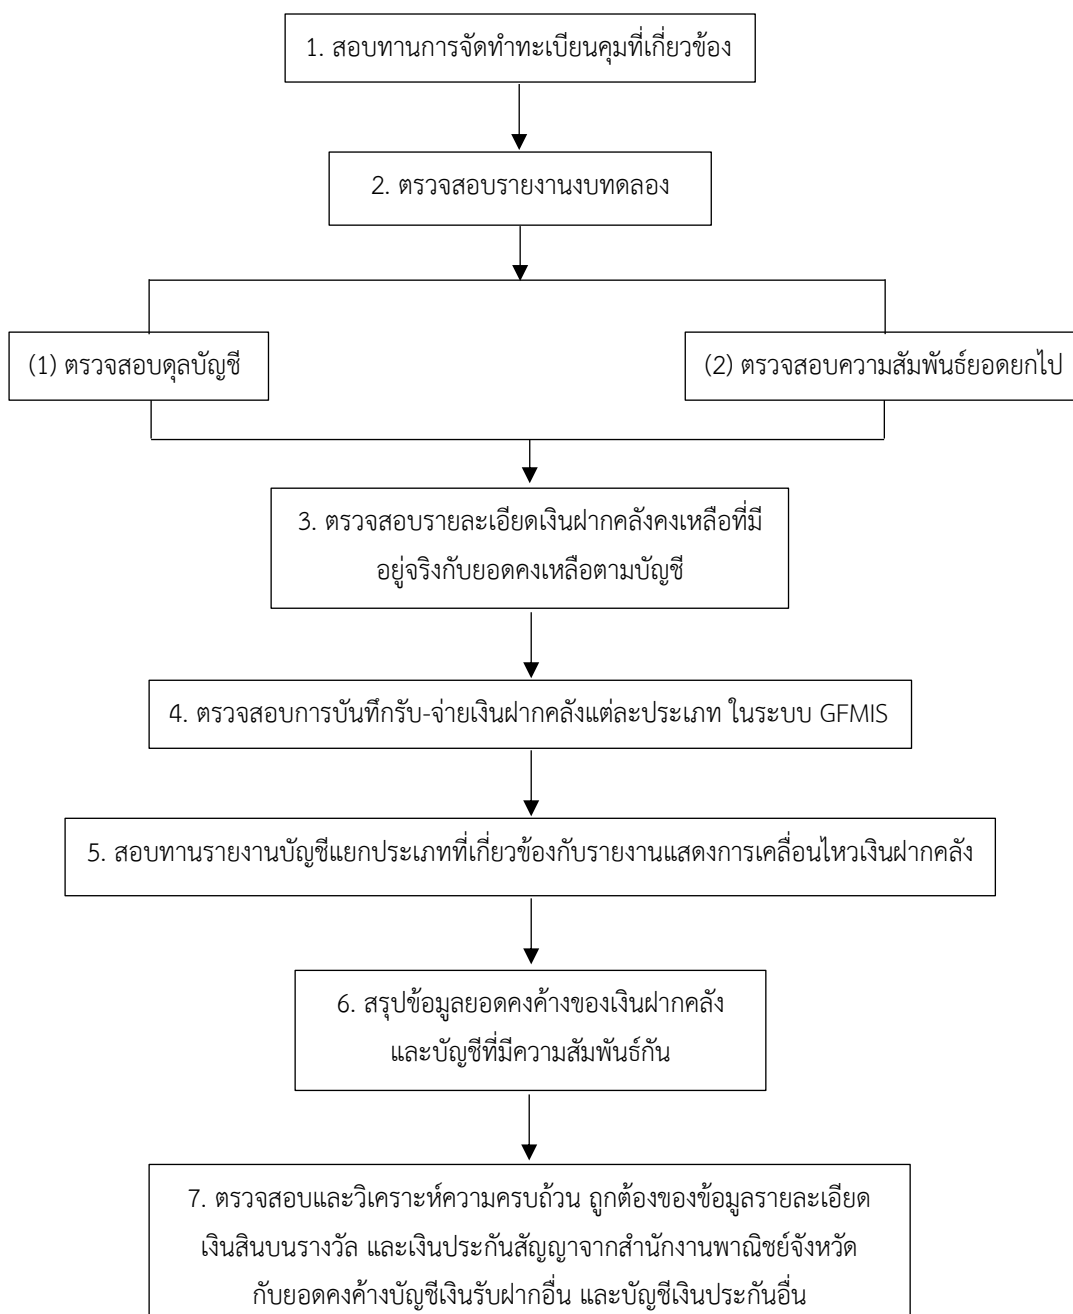 1. สอบทานการจัดทำทะเบียนคุมที่เกี่ยวข้อง
2. ตรวจสอบรายงานงบทดลอง
(1) ตรวจสอบดุลบัญชี
(2) ตรวจสอบความสัมพันธ์ยอดยกไป
3. ตรวจสอบรายละเอียดเงินฝากคลังคงเหลือที่มี
อยู่จริงกับยอดคงเหลือตามบัญชี
4. ตรวจสอบการบันทึกรับ-จ่ายเงินฝากคลังแต่ละประเภท ในระบบ GFMIS
5. สอบทานรายงานบัญชีแยกประเภทที่เกี่ยวข้องกับรายงานแสดงการเคลื่อนไหวเงินฝากคลัง
6. สรุปข้อมูลยอดคงค้างของเงินฝากคลัง
และบัญชีที่มีความสัมพันธ์กัน
7. ตรวจสอบและวิเคราะห์ความครบถ้วน ถูกต้องของข้อมูลรายละเอียด
เงินสินบนรางวัล และเงินประกันสัญญาจากสำนักงานพาณิชย์จังหวัด
กับยอดคงค้างบัญชีเงินรับฝากอื่น และบัญชีเงินประกันอื่น